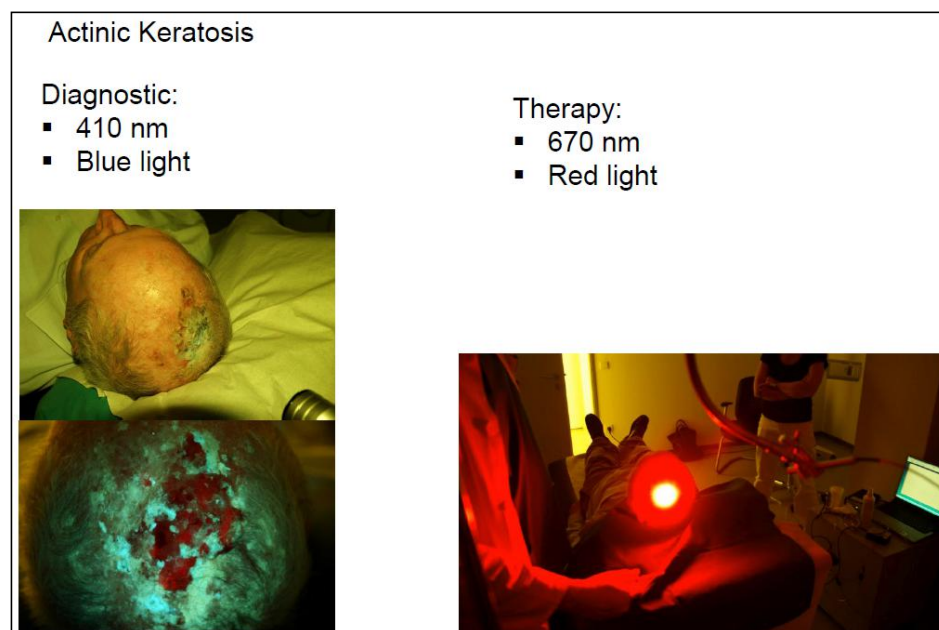 Actinic Keratosis
Diagnostic:
▪ 410 nm
▪ Blue light
Therapy:
▪ 670 nm
▪ Red light